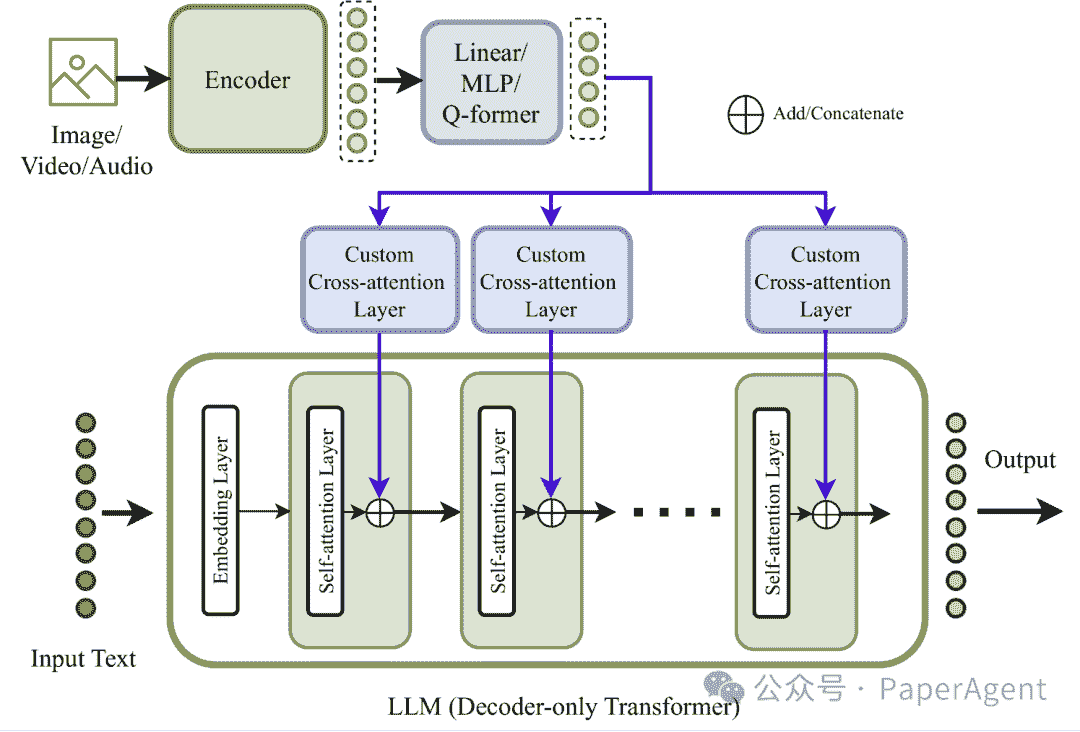 Image/
Video/Audio
Encoder
Linear/
MLP/
Q-former
Add/Concatenate
Custom
Cross-attention
Layer
Custom
Cross-attention
Layer
Custom
Cross-attention
Layer
Input Text
Embedding Layer
Self-attention Layer
Self-attention Layer
Self-attention Layer
Output
LLM (Decoder-only Transformer)
公众号 · PaperAgent